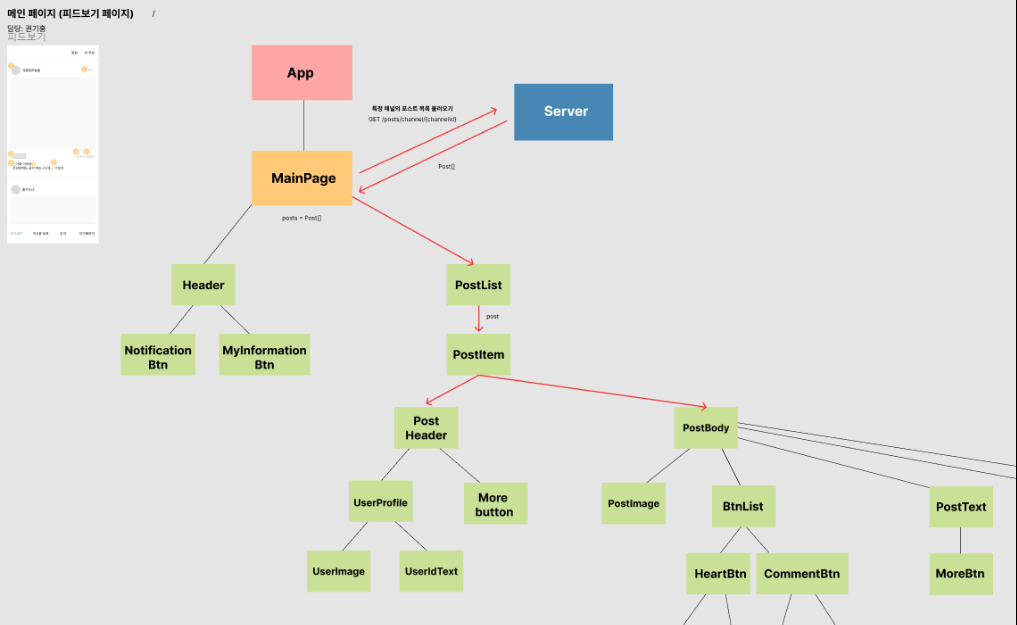 메인 페이지 (피드보기 페이지) /
담당: 권기홍
피드보기
App
특정 채널의 포스트 목록 불러오기
GET /posts/channel/{channelId}
Server
Post[]
MainPage
posts = Post[]
Header
PostList
post
Notification
Btn
MyInformation
Btn
PostItem
Post
Header
PostBody
UserProfile
More
button
PostImage
BtnList
PostText
UserImage
UserIdText
HeartBtn
CommentBtn
MoreBtn